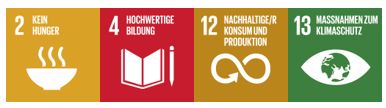 2 KEIN
HUNGER
4 HOCHWERTIGE
BILDUNG
12 NACHHALTIGE/R
KONSUM UND
PRODUKTION
13 MASSNAHMEN ZUM
KLIMASCHUTZ